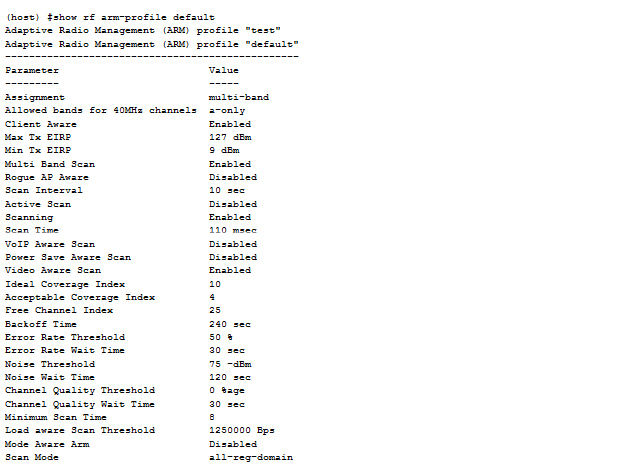 (host) #show rf arm-profile default
Adaptive Radio Management (ARM) profile "test"
Adaptive Radio Management (ARM) profile "default"
-------------------------------------------------
Parameter Value
--------- -----
Assignment multi-band
Allowed bands for 40MHz channels a-only
Client Aware Enabled
Max Tx EIRP 127 dBm
Min Tx EIRP 9 dBm
Multi Band Scan Enabled
Rogue AP Aware Disabled
Scan Interval 10 sec
Active Scan Disabled
Scanning Enabled
Scan Time 110 msec
VoIP Aware Scan Disabled
Power Save Aware Scan Disabled
Video Aware Scan Enabled
Ideal Coverage Index 10
Acceptable Coverage Index 4
Free Channel Index 25
Backoff Time 240 sec
Error Rate Threshold 50 %
Error Rate Wait Time 30 sec
Noise Threshold 75 -dBm
Noise Wait Time 120 sec
Channel Quality Threshold 0 %age
Channel Quality Wait Time 30 sec
Minimum Scan Time 8
Load aware Scan Threshold 1250000 Bps
Mode Aware Arm Disabled
Scan Mode all-reg-domain